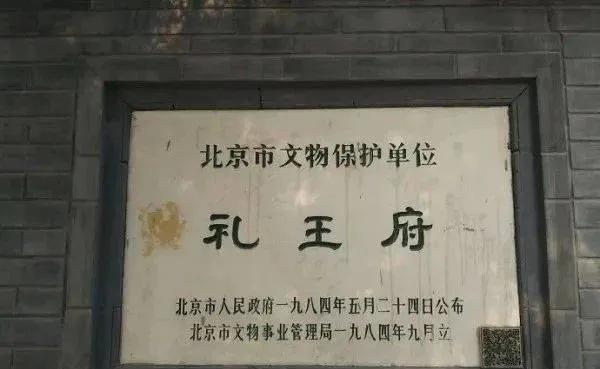 北京市文物保护单位
礼王府
北京市人民政府一九八四年五月二十四日公布
北京市文物事业管理局一九八四年九月立